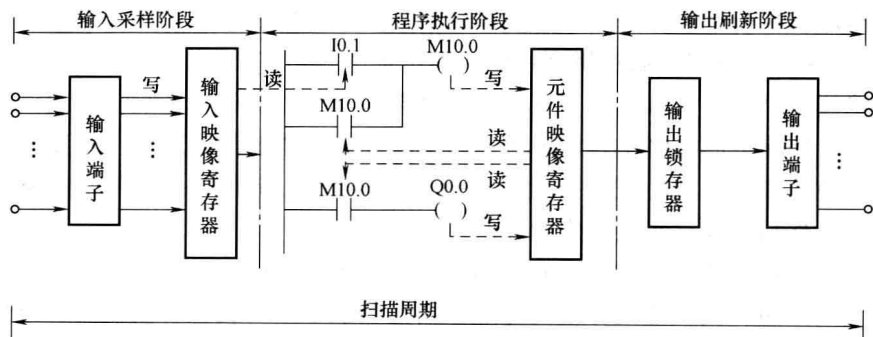 输入采样阶段
程序执行阶段
输出刷新阶段
I0.1
M10.0
写
读
写
输入端子
输入映像寄存器
M10.0
读
读
元件映像寄存器
输出锁存器
输出端子
M10.0
Q0.0
写
扫描周期